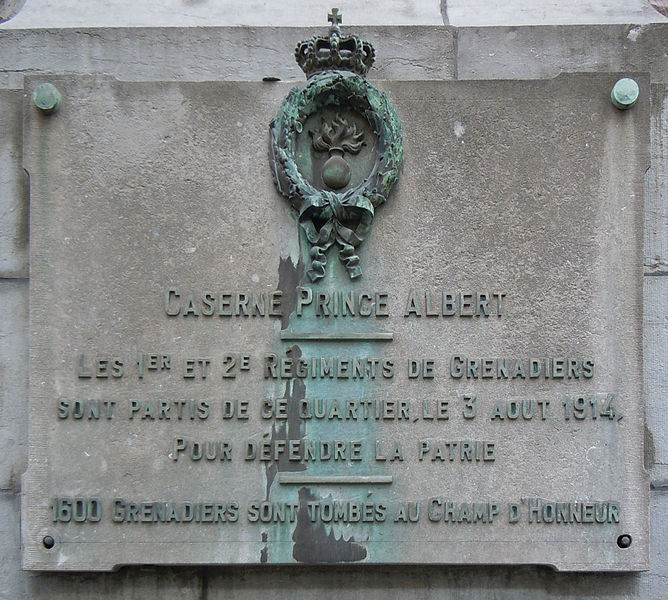 CASERNE PRINCE ALBERT
LES 1ER ET 2E RÉGIMENTS DE GRENADIERS
SONT PARTIS DE CE QUARTIER, LE 3 AOUT 1914,
POUR DÉFENDRE LA PATRIE
1600 GRENADIERS SONT TOMBÉS AU CHAMP D'HONNEUR